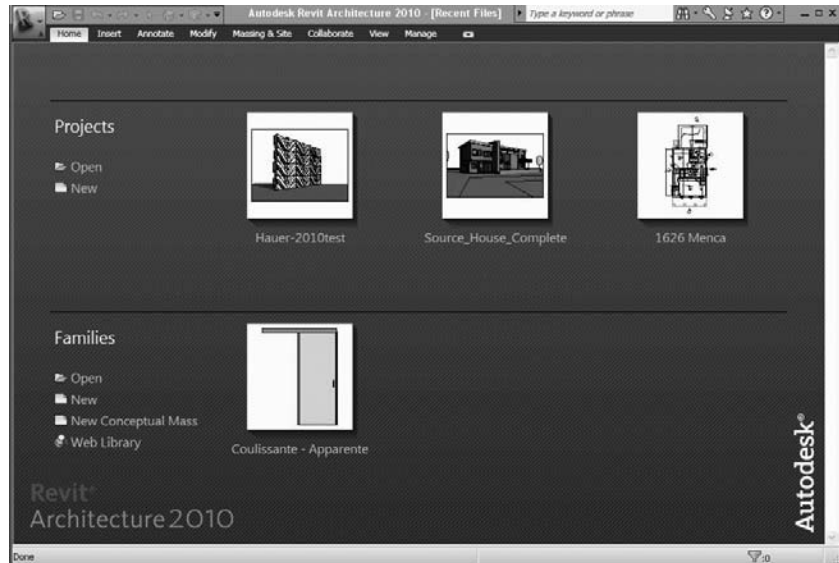 Autodesk Revit Architecture 2010 - [Recent Files]
Type a keyword or phrase
Home Insert Annotate Modify Massing & Site Collaborate View Manage
Projects
Open
New
Hauer-2010test
Source_House_Complete
1626 Menca
Families
Open
New
New Conceptual Mass
Web Library
Coulissante - Apparente
Revit®
Architecture 2010
Autodesk®
Done
:0